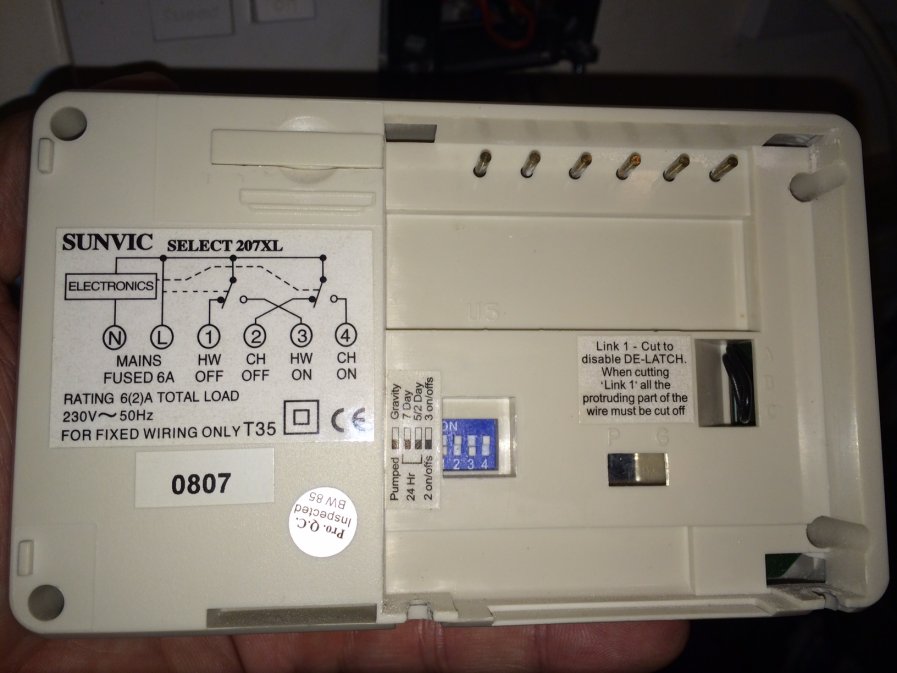 SUNVIC SELECT 207XL
ELECTRONICS
N L 1 2 3 4
MAINS
FUSED 6A
HW
OFF
CH
OFF
HW
ON
CH
ON
RATING 6(2)A TOTAL LOAD
230V~50Hz
FOR FIXED WIRING ONLY T35
CE
0807
Pro. Q.C.
Inspected
BW 85
Pumped Gravity
24 Hr 7 Day
5/2 Day
2 on/offs 3 on/offs
ON
1 2 3 4
Link 1 - Cut to
disable DE-LATCH.
When cutting
'Link 1' all the
protruding part of the
wire must be cut off
P G